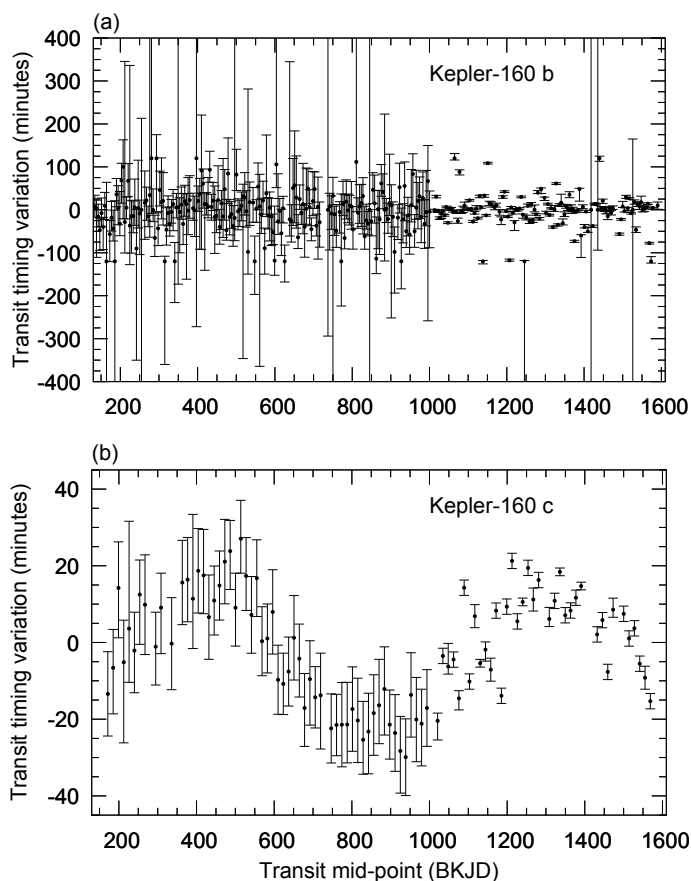 (a)
Transit timing variation (minutes)
400
300
200
100
0
-100
-200
-300
-400
Kepler-160 b
200 400 600 800 1000 1200 1400 1600
(b)
Transit timing variation (minutes)
40
20
0
-20
-40
Kepler-160 c
200 400 600 800 1000 1200 1400 1600
Transit mid-point (BKJD)